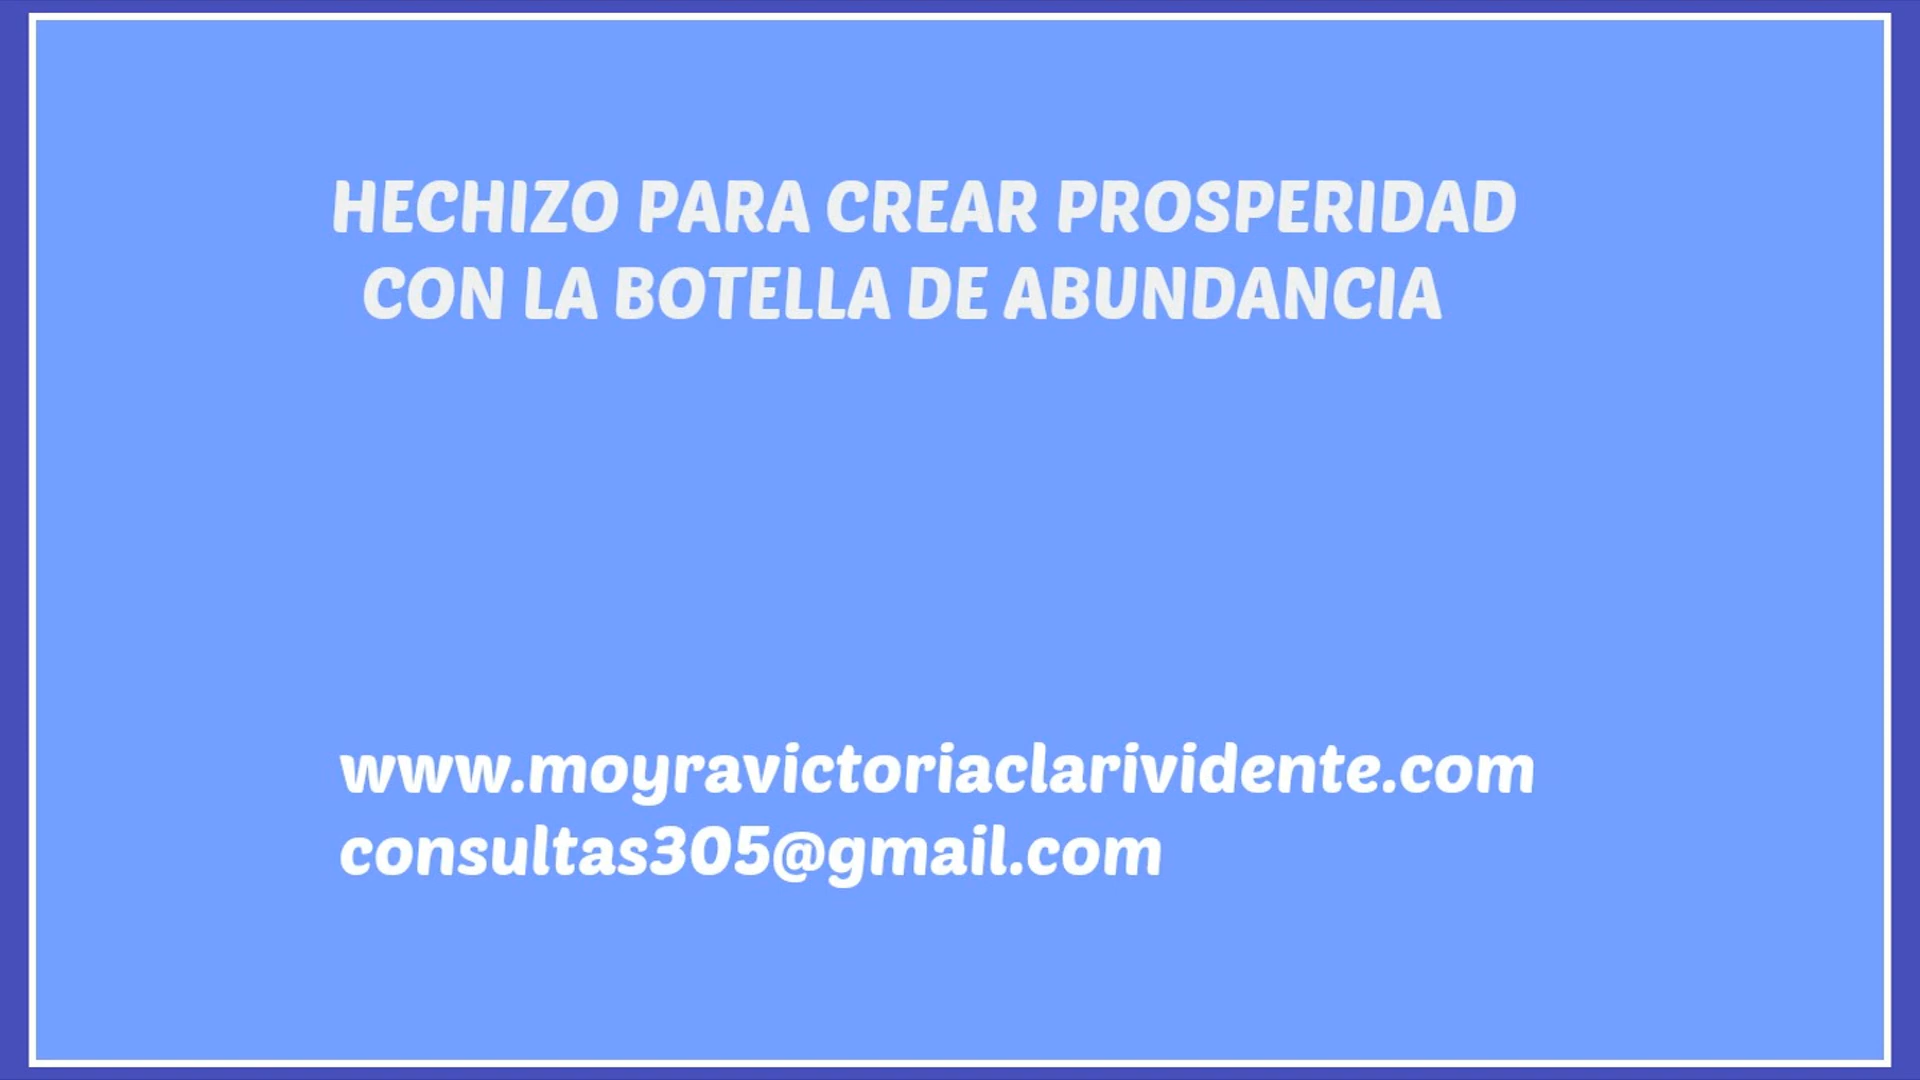 HECHIZO PARA CREAR PROSPERIDAD
CON LA BOTELLA DE ABUNDANCIA
www.moyravictoriaclarividente.com
consultas305@gmail.com